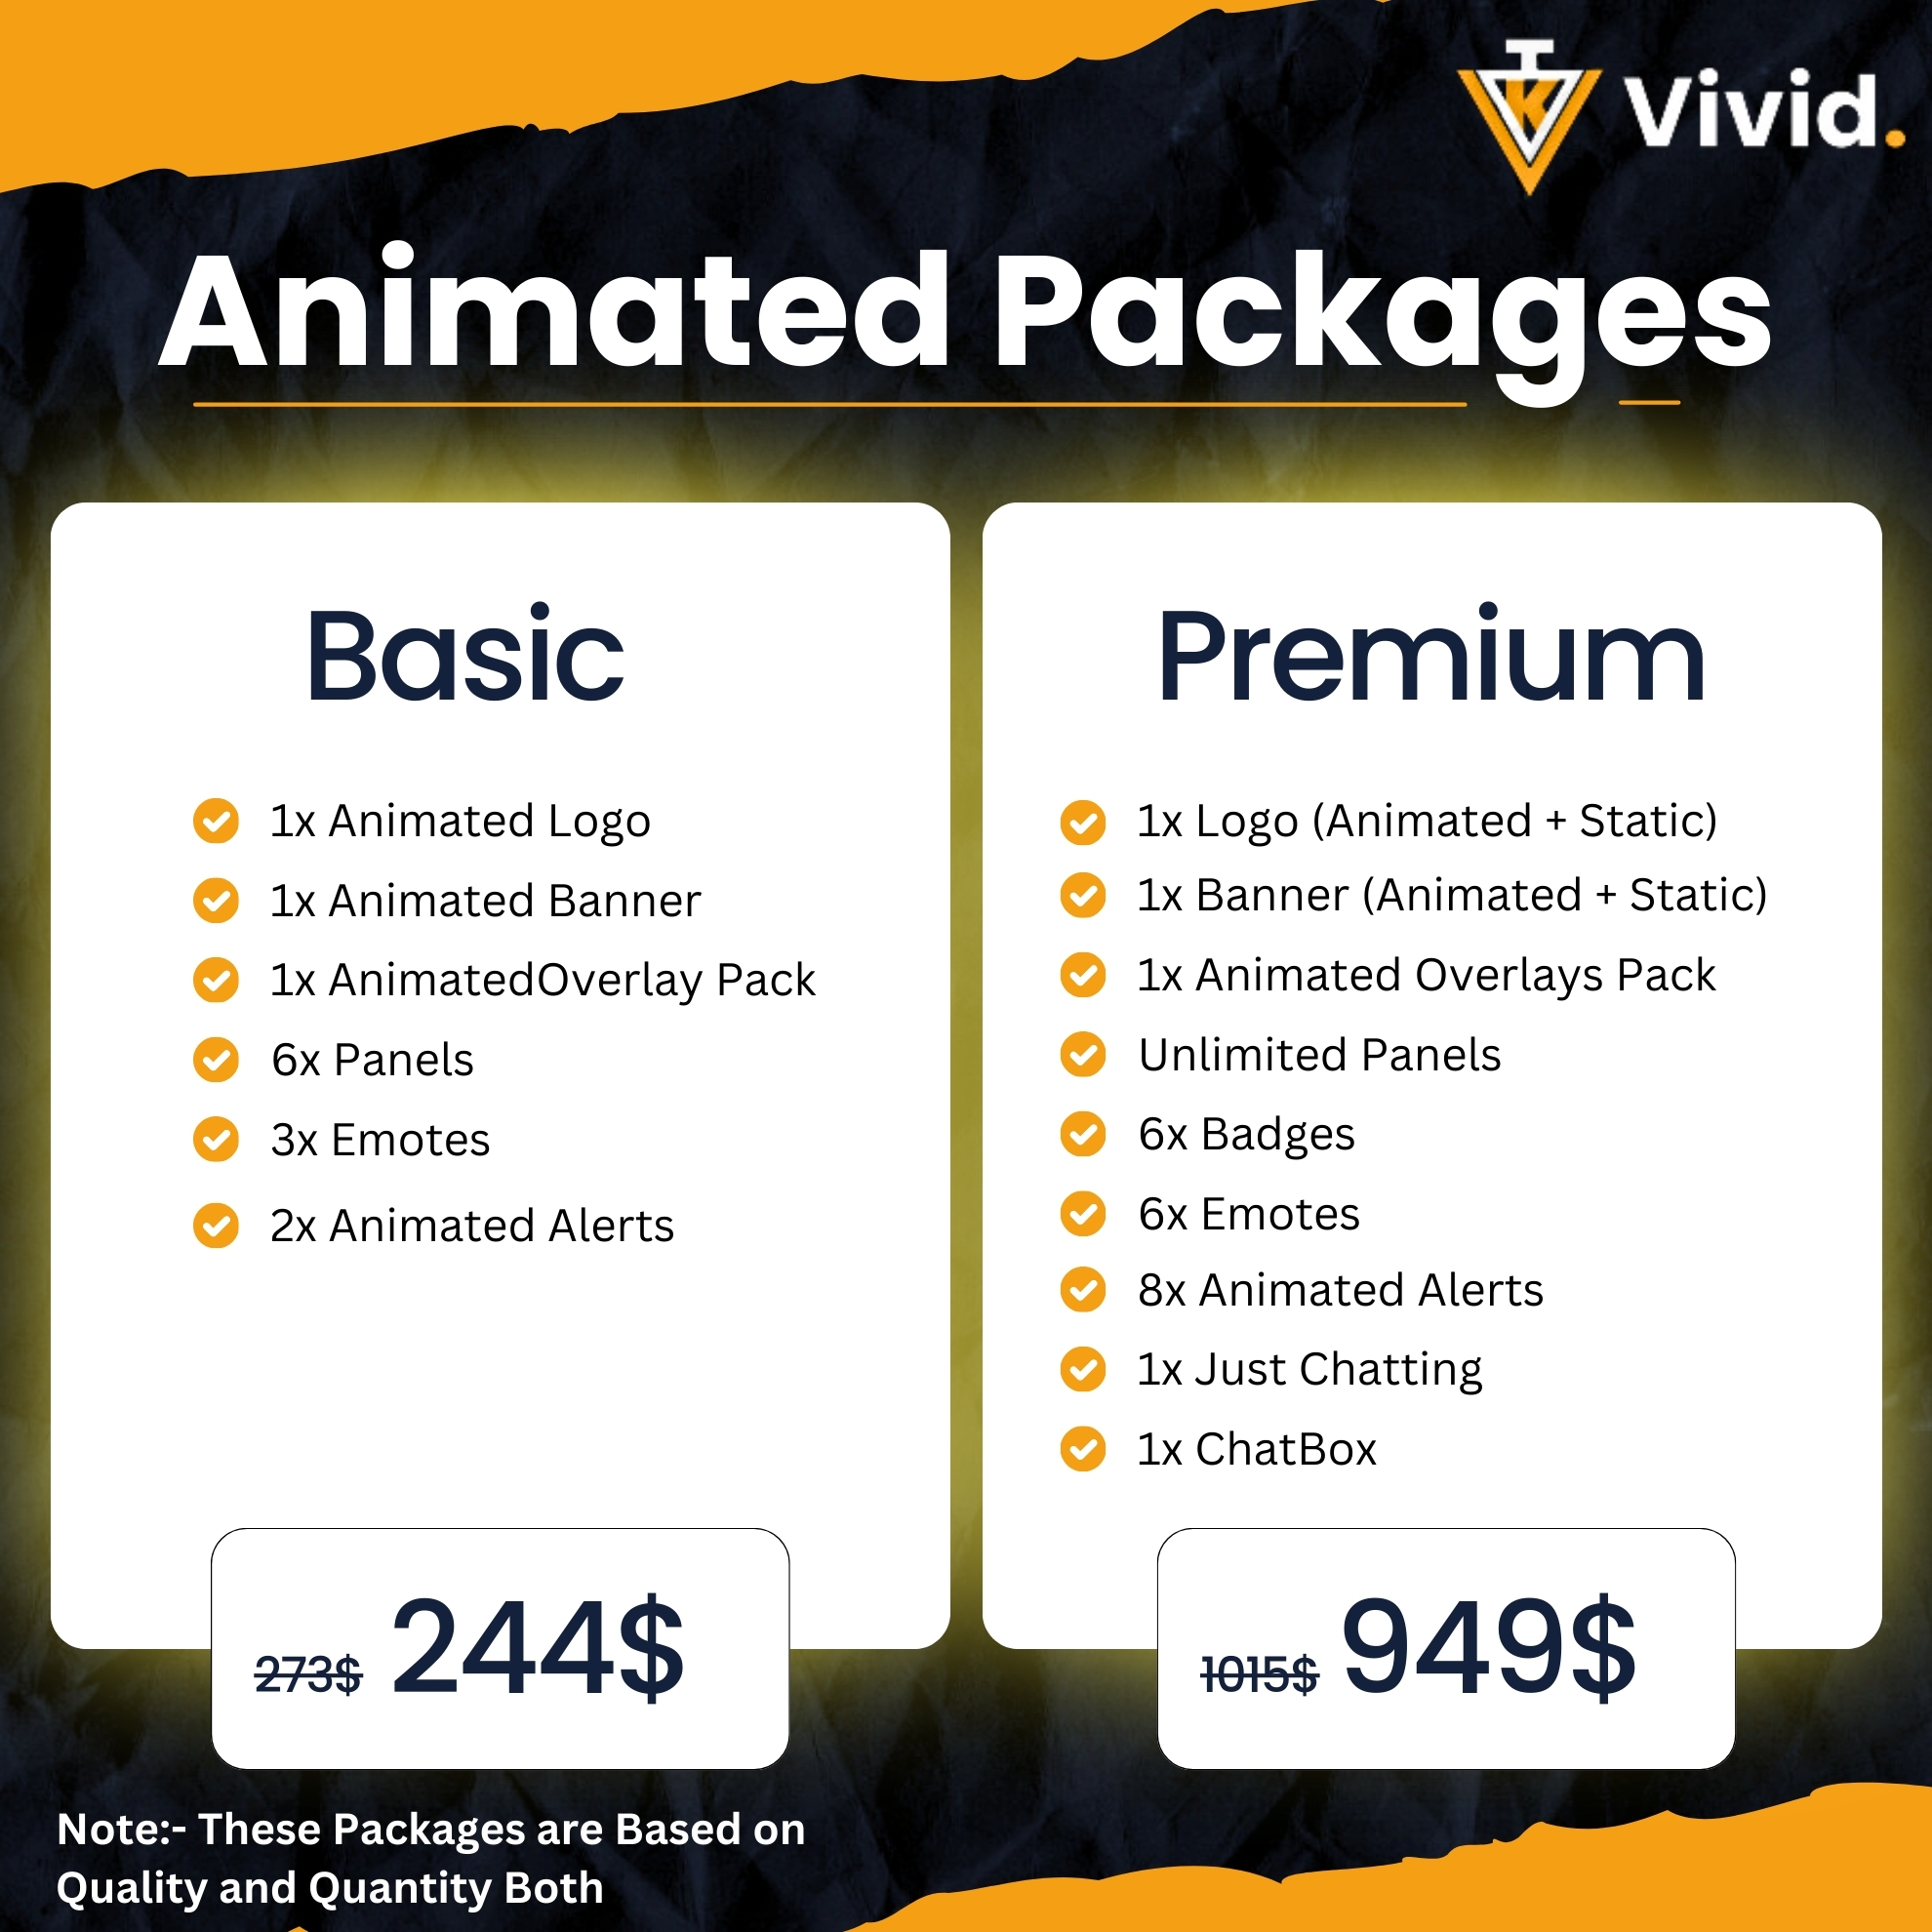 Vivid.
Animated Packages
Basic
1x Animated Logo
1x Animated Banner
1x AnimatedOverlay Pack
6x Panels
3x Emotes
2x Animated Alerts
273$ 244$
Premium
1x Logo (Animated + Static)
1x Banner (Animated + Static)
1x Animated Overlays Pack
Unlimited Panels
6x Badges
6x Emotes
8x Animated Alerts
1x Just Chatting
1x ChatBox
1015$ 949$
Note:- These Packages are Based on
Quality and Quantity Both